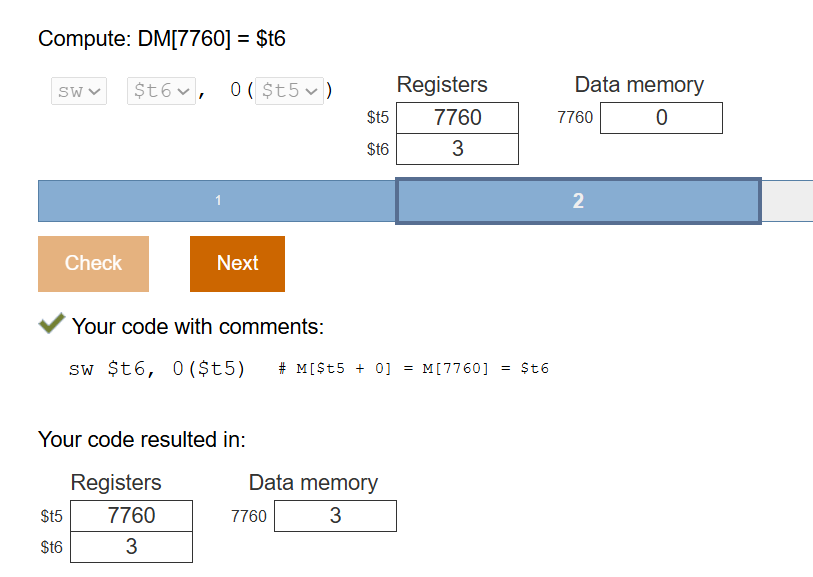 Compute: DM[7760] = $t6
Registers Data memory
sw $t6 , 0( $t5 )
$t5 7760 7760 0
$t6 3
1 2
Check Next
Your code with comments:
sw $t6, 0($t5) # M[$t5 + 0] = M[7760] = $t6
Your code resulted in:
Registers Data memory
$t5 7760 7760 3
$t6 3